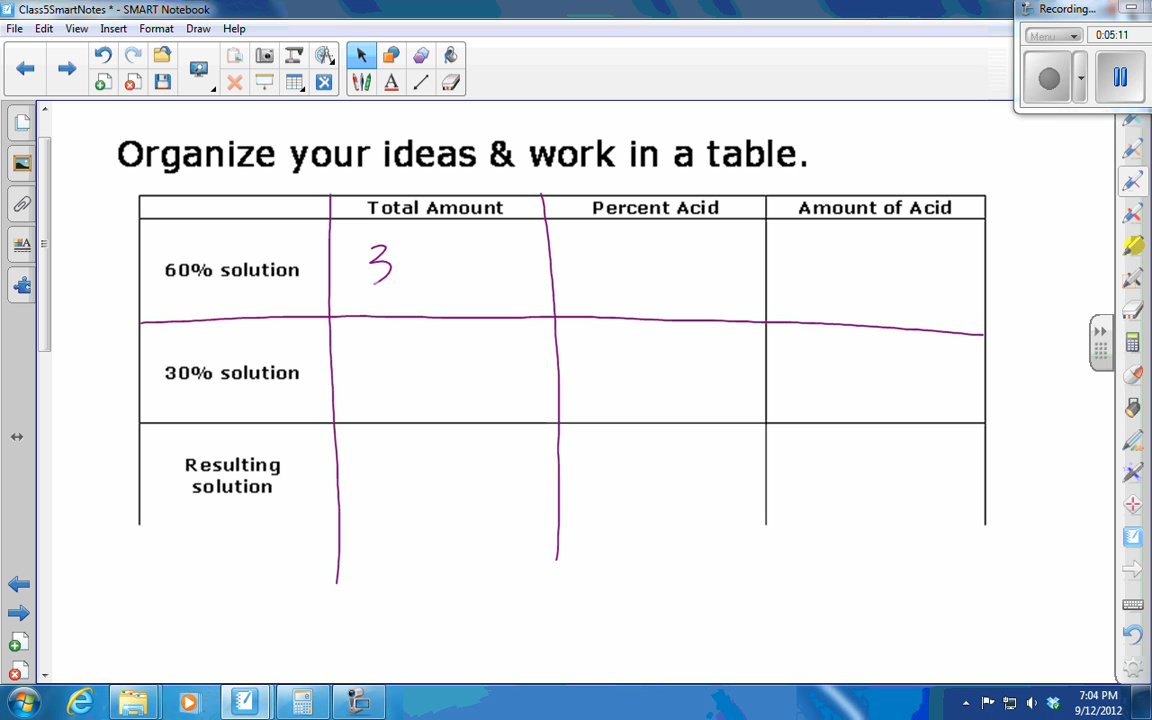 Class5SmartNotes * - SMART Notebook
Recording...
File Edit View Insert Format Draw Help
Menu
0:05:11
Organize your ideas & work in a table.
Total Amount Percent Acid Amount of Acid
60% solution 3
30% solution
Resulting
solution
7:04 PM
9/12/2012